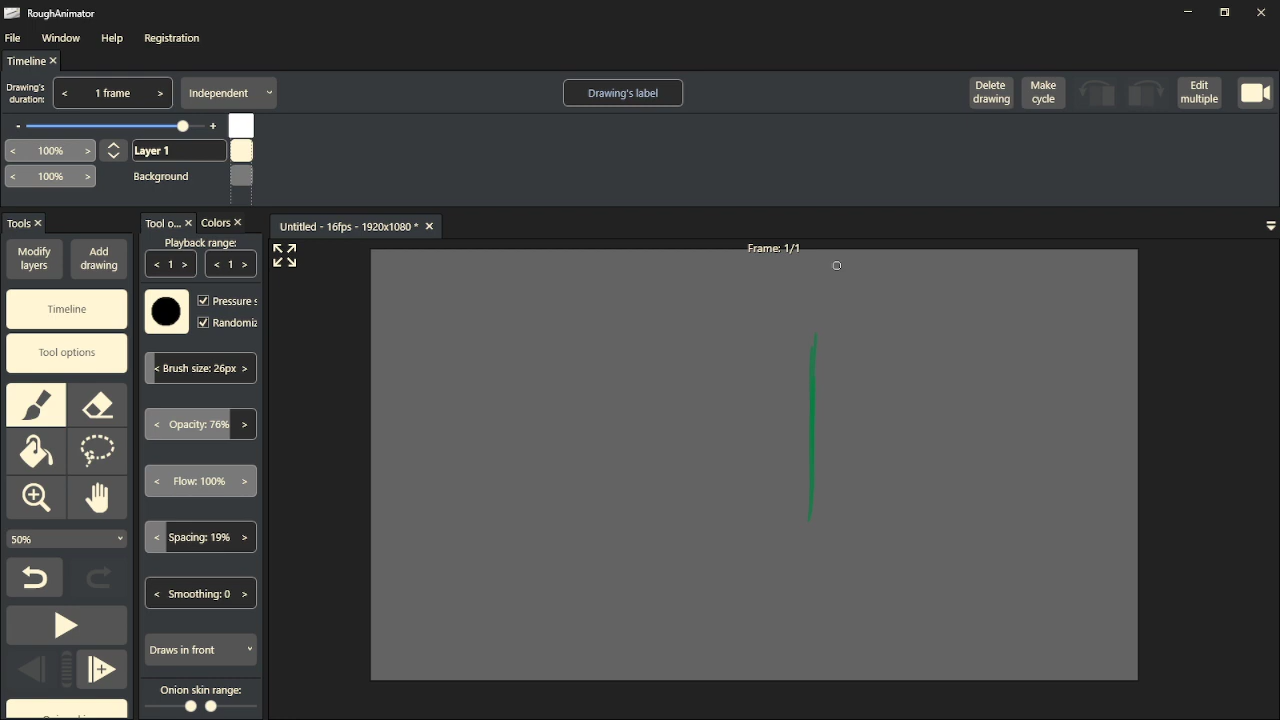 RoughAnimator
File Window Help Registration
Timeline
Drawing's duration: < 1 frame > Independent Drawing's label Delete drawing Make cycle Edit multiple
- +
< 100% > Layer 1
< 100% > Background
Tools Tool o... Colors Untitled - 16fps - 1920x1080 *
Modify layers Add drawing
Playback range:
< 1 > < 1 >
Frame: 1/1
Timeline
Pressure s
Randomiz
Tool options
< Brush size: 26px >
< Opacity: 76% >
< Flow: 100% >
50%
< Spacing: 19% >
< Smoothing: 0 >
Draws in front
Onion skin range: